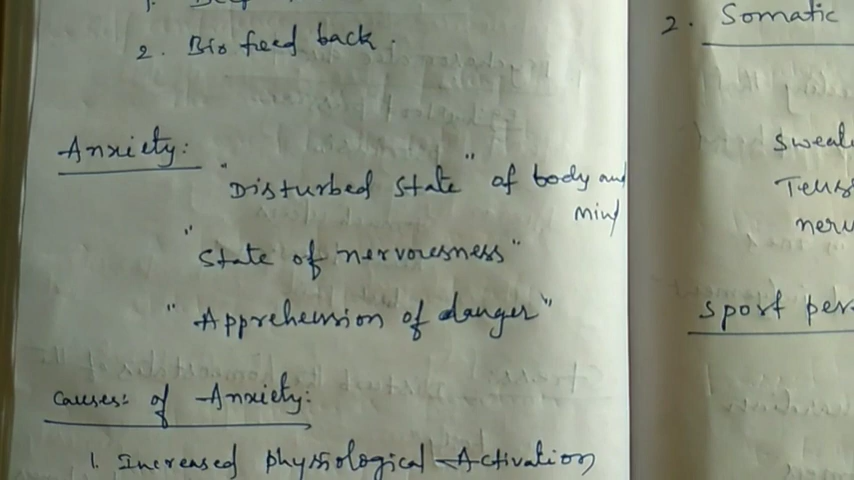 2. Bio feed back.
Anxiety:
"Disturbed state" of body and
mind
"State of nervousness"
"Apprehension of danger"
Causes: of Anxiety:
1. Increased physiological Activation
2. Somatic
Sport per